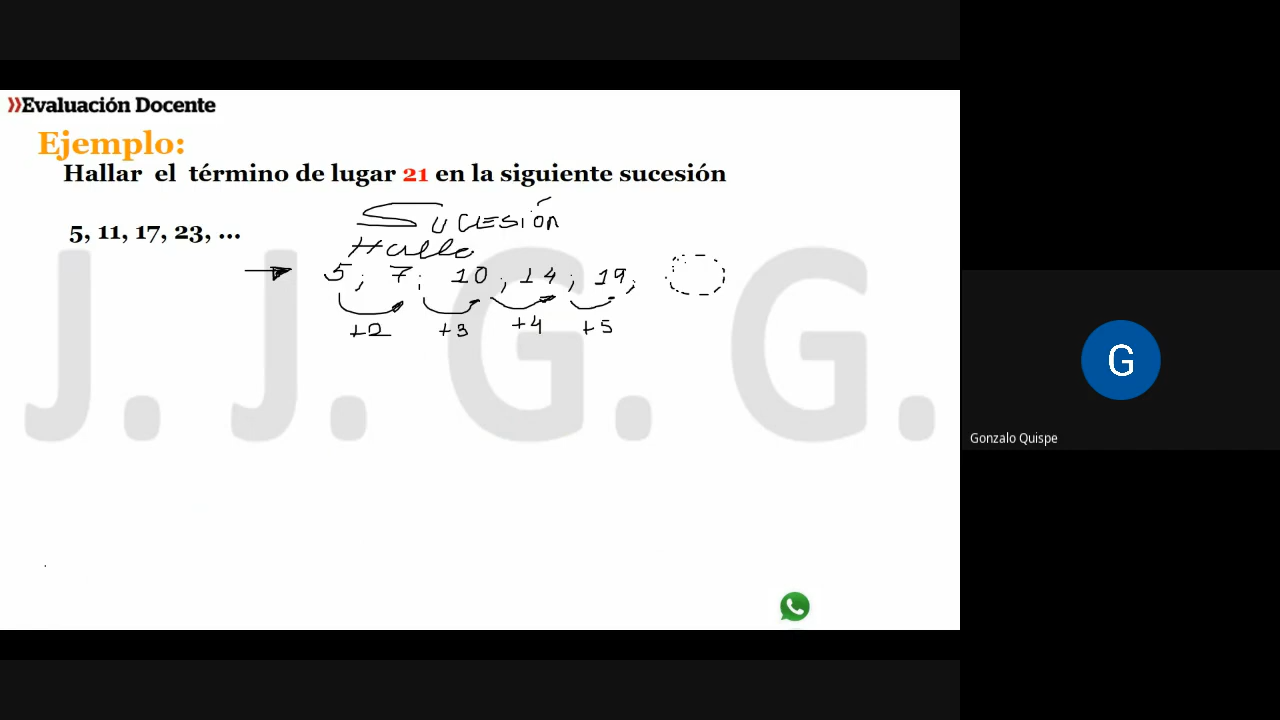 »Evaluación Docente
Ejemplo:
Hallar el término de lugar 21 en la siguiente sucesión
5, 11, 17, 23, ...
Sucesión
Halle
5; 7; 10; 14; 19;
+2 +3 +4 +5
J. J. G. G.
G
Gonzalo Quispe